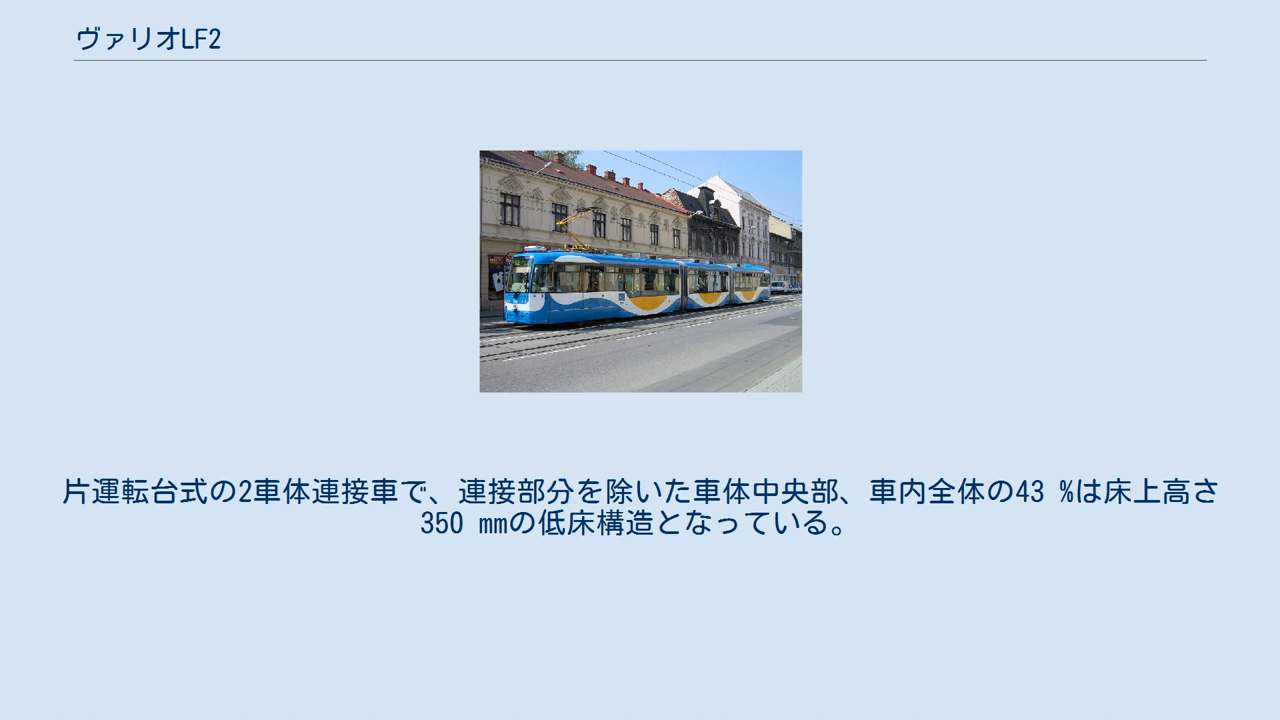 ヴァリオLF2
片運転台式の2車体連接車で、連接部分を除いた車体中央部、車内全体の43 %は床上高さ
350 mmの低床構造となっている。